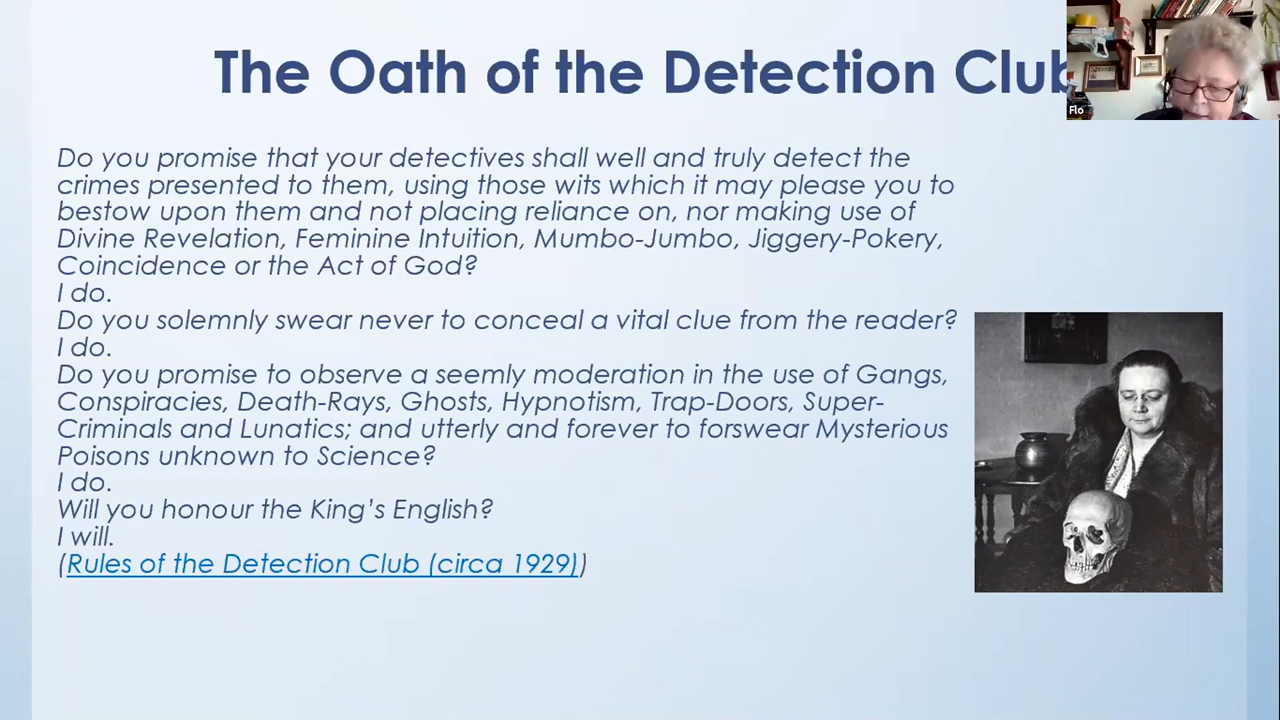 The Oath of the Detection Club
Flo
Do you promise that your detectives shall well and truly detect the
crimes presented to them, using those wits which it may please you to
bestow upon them and not placing reliance on, nor making use of
Divine Revelation, Feminine Intuition, Mumbo-Jumbo, Jiggery-Pokery,
Coincidence or the Act of God?
I do.
Do you solemnly swear never to conceal a vital clue from the reader?
I do.
Do you promise to observe a seemly moderation in the use of Gangs,
Conspiracies, Death-Rays, Ghosts, Hypnotism, Trap-Doors, Super-
Criminals and Lunatics; and utterly and forever to forswear Mysterious
Poisons unknown to Science?
I do.
Will you honour the King's English?
I will.
(Rules of the Detection Club (circa 1929))